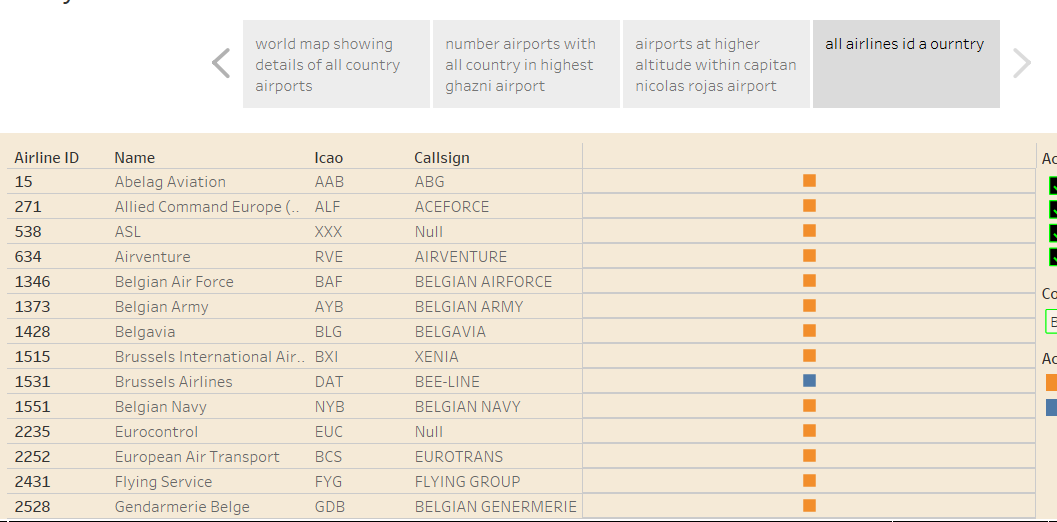 world map showing
details of all country
airports
number airports with
all country in highest
ghazni airport
airports at higher
altitude within capitan
nicolas rojas airport
all airlines id a ourntry
Airline ID Name Icao Callsign
15 Abelag Aviation AAB ABG
271 Allied Command Europe (.. ALF ACEFORCE
538 ASL XXX Null
634 Airventure RVE AIRVENTURE
1346 Belgian Air Force BAF BELGIAN AIRFORCE
1373 Belgian Army AYB BELGIAN ARMY
1428 Belgavia BLG BELGAVIA
1515 Brussels International Air.. BXI XENIA
1531 Brussels Airlines DAT BEE-LINE
1551 Belgian Navy NYB BELGIAN NAVY
2235 Eurocontrol EUC Null
2252 European Air Transport BCS EUROTRANS
2431 Flying Service FYG FLYING GROUP
2528 Gendarmerie Belge GDB BELGIAN GENERMERIE